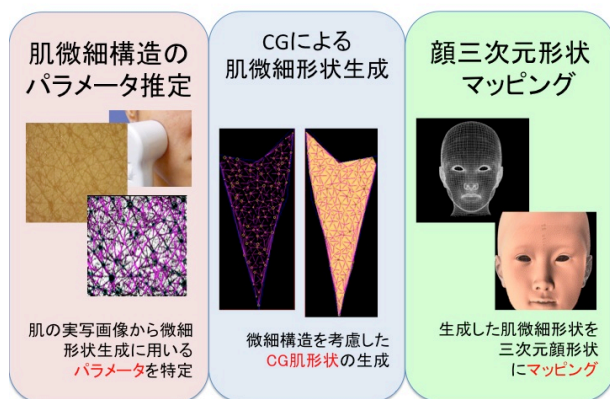 肌微細構造の
パラメータ推定
肌の実写画像から微細
形状生成に用いる
パラメータを特定
CGによる
肌微細形状生成
微細構造を考慮した
CG肌形状の生成
顔三次元形状
マッピング
生成した肌微細形状を
三次元顔形状
にマッピング